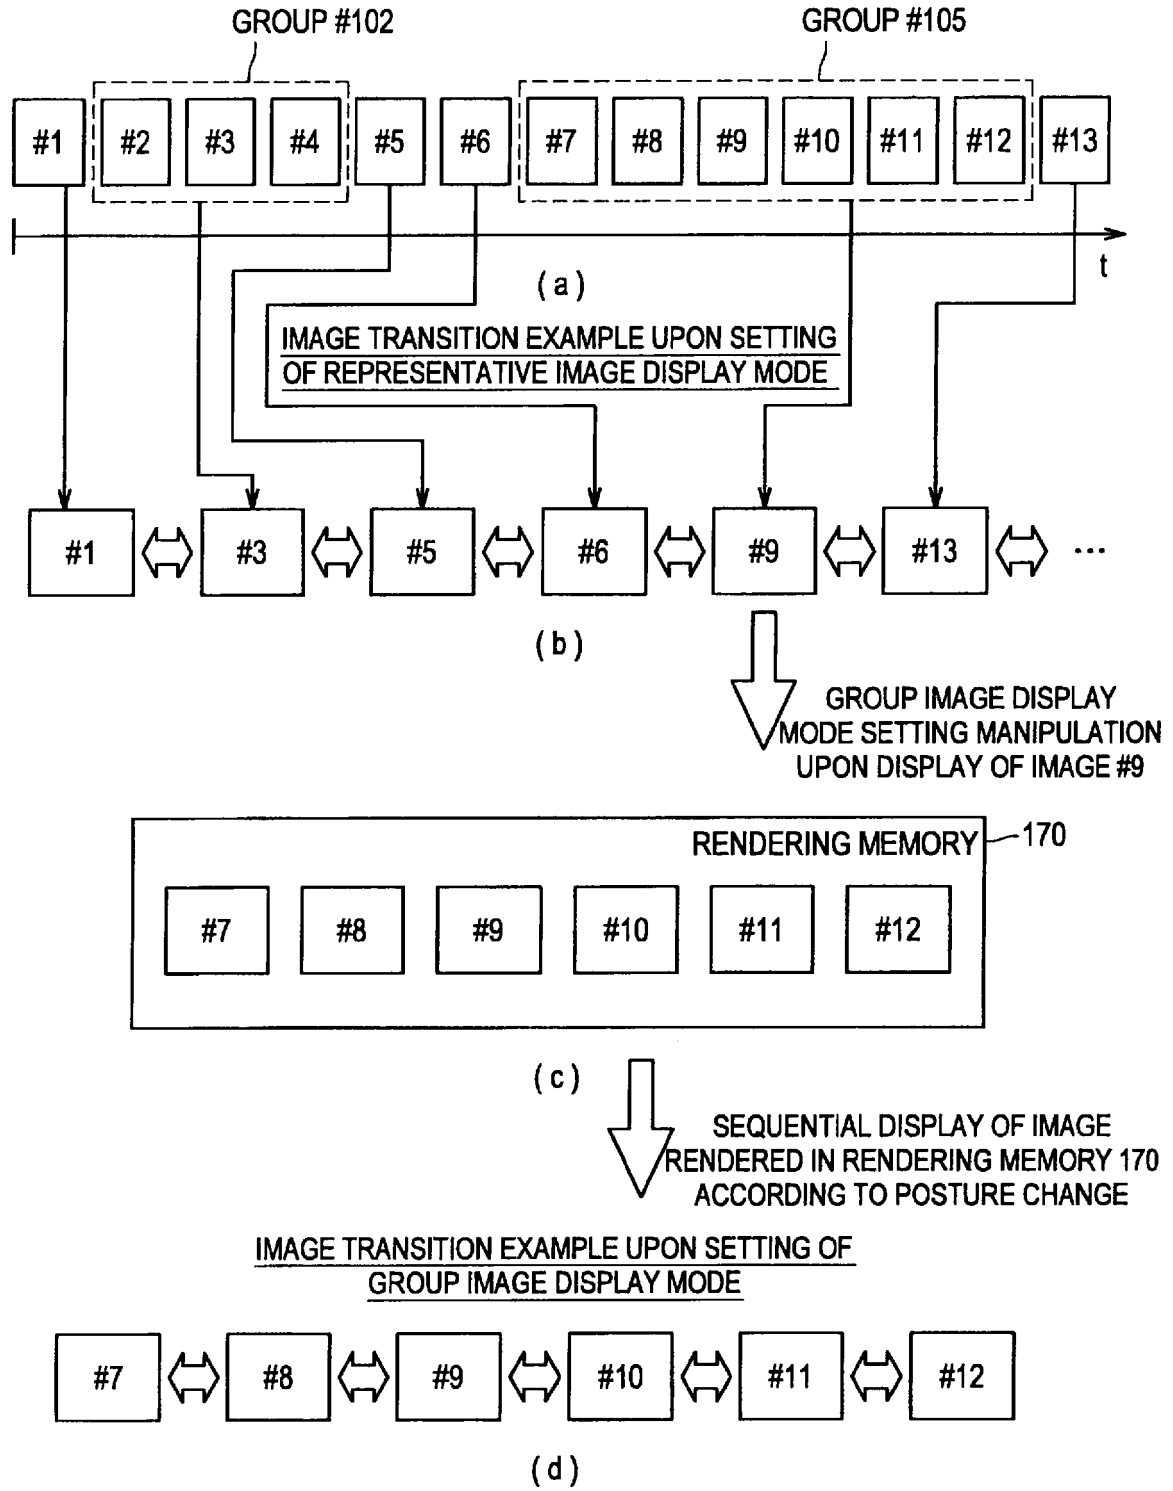 GROUP #102
GROUP #105
#1 #2 #3 #4 #5 #6 #7 #8 #9 #10 #11 #12 #13
t
(a)
IMAGE TRANSITION EXAMPLE UPON SETTING
OF REPRESENTATIVE IMAGE DISPLAY MODE
#1 #3 #5 #6 #9 #13 ...
(b)
GROUP IMAGE DISPLAY
MODE SETTING MANIPULATION
UPON DISPLAY OF IMAGE #9
RENDERING MEMORY 170
#7 #8 #9 #10 #11 #12
(c)
SEQUENTIAL DISPLAY OF IMAGE
RENDERED IN RENDERING MEMORY 170
ACCORDING TO POSTURE CHANGE
IMAGE TRANSITION EXAMPLE UPON SETTING OF
GROUP IMAGE DISPLAY MODE
#7 #8 #9 #10 #11 #12
(d)